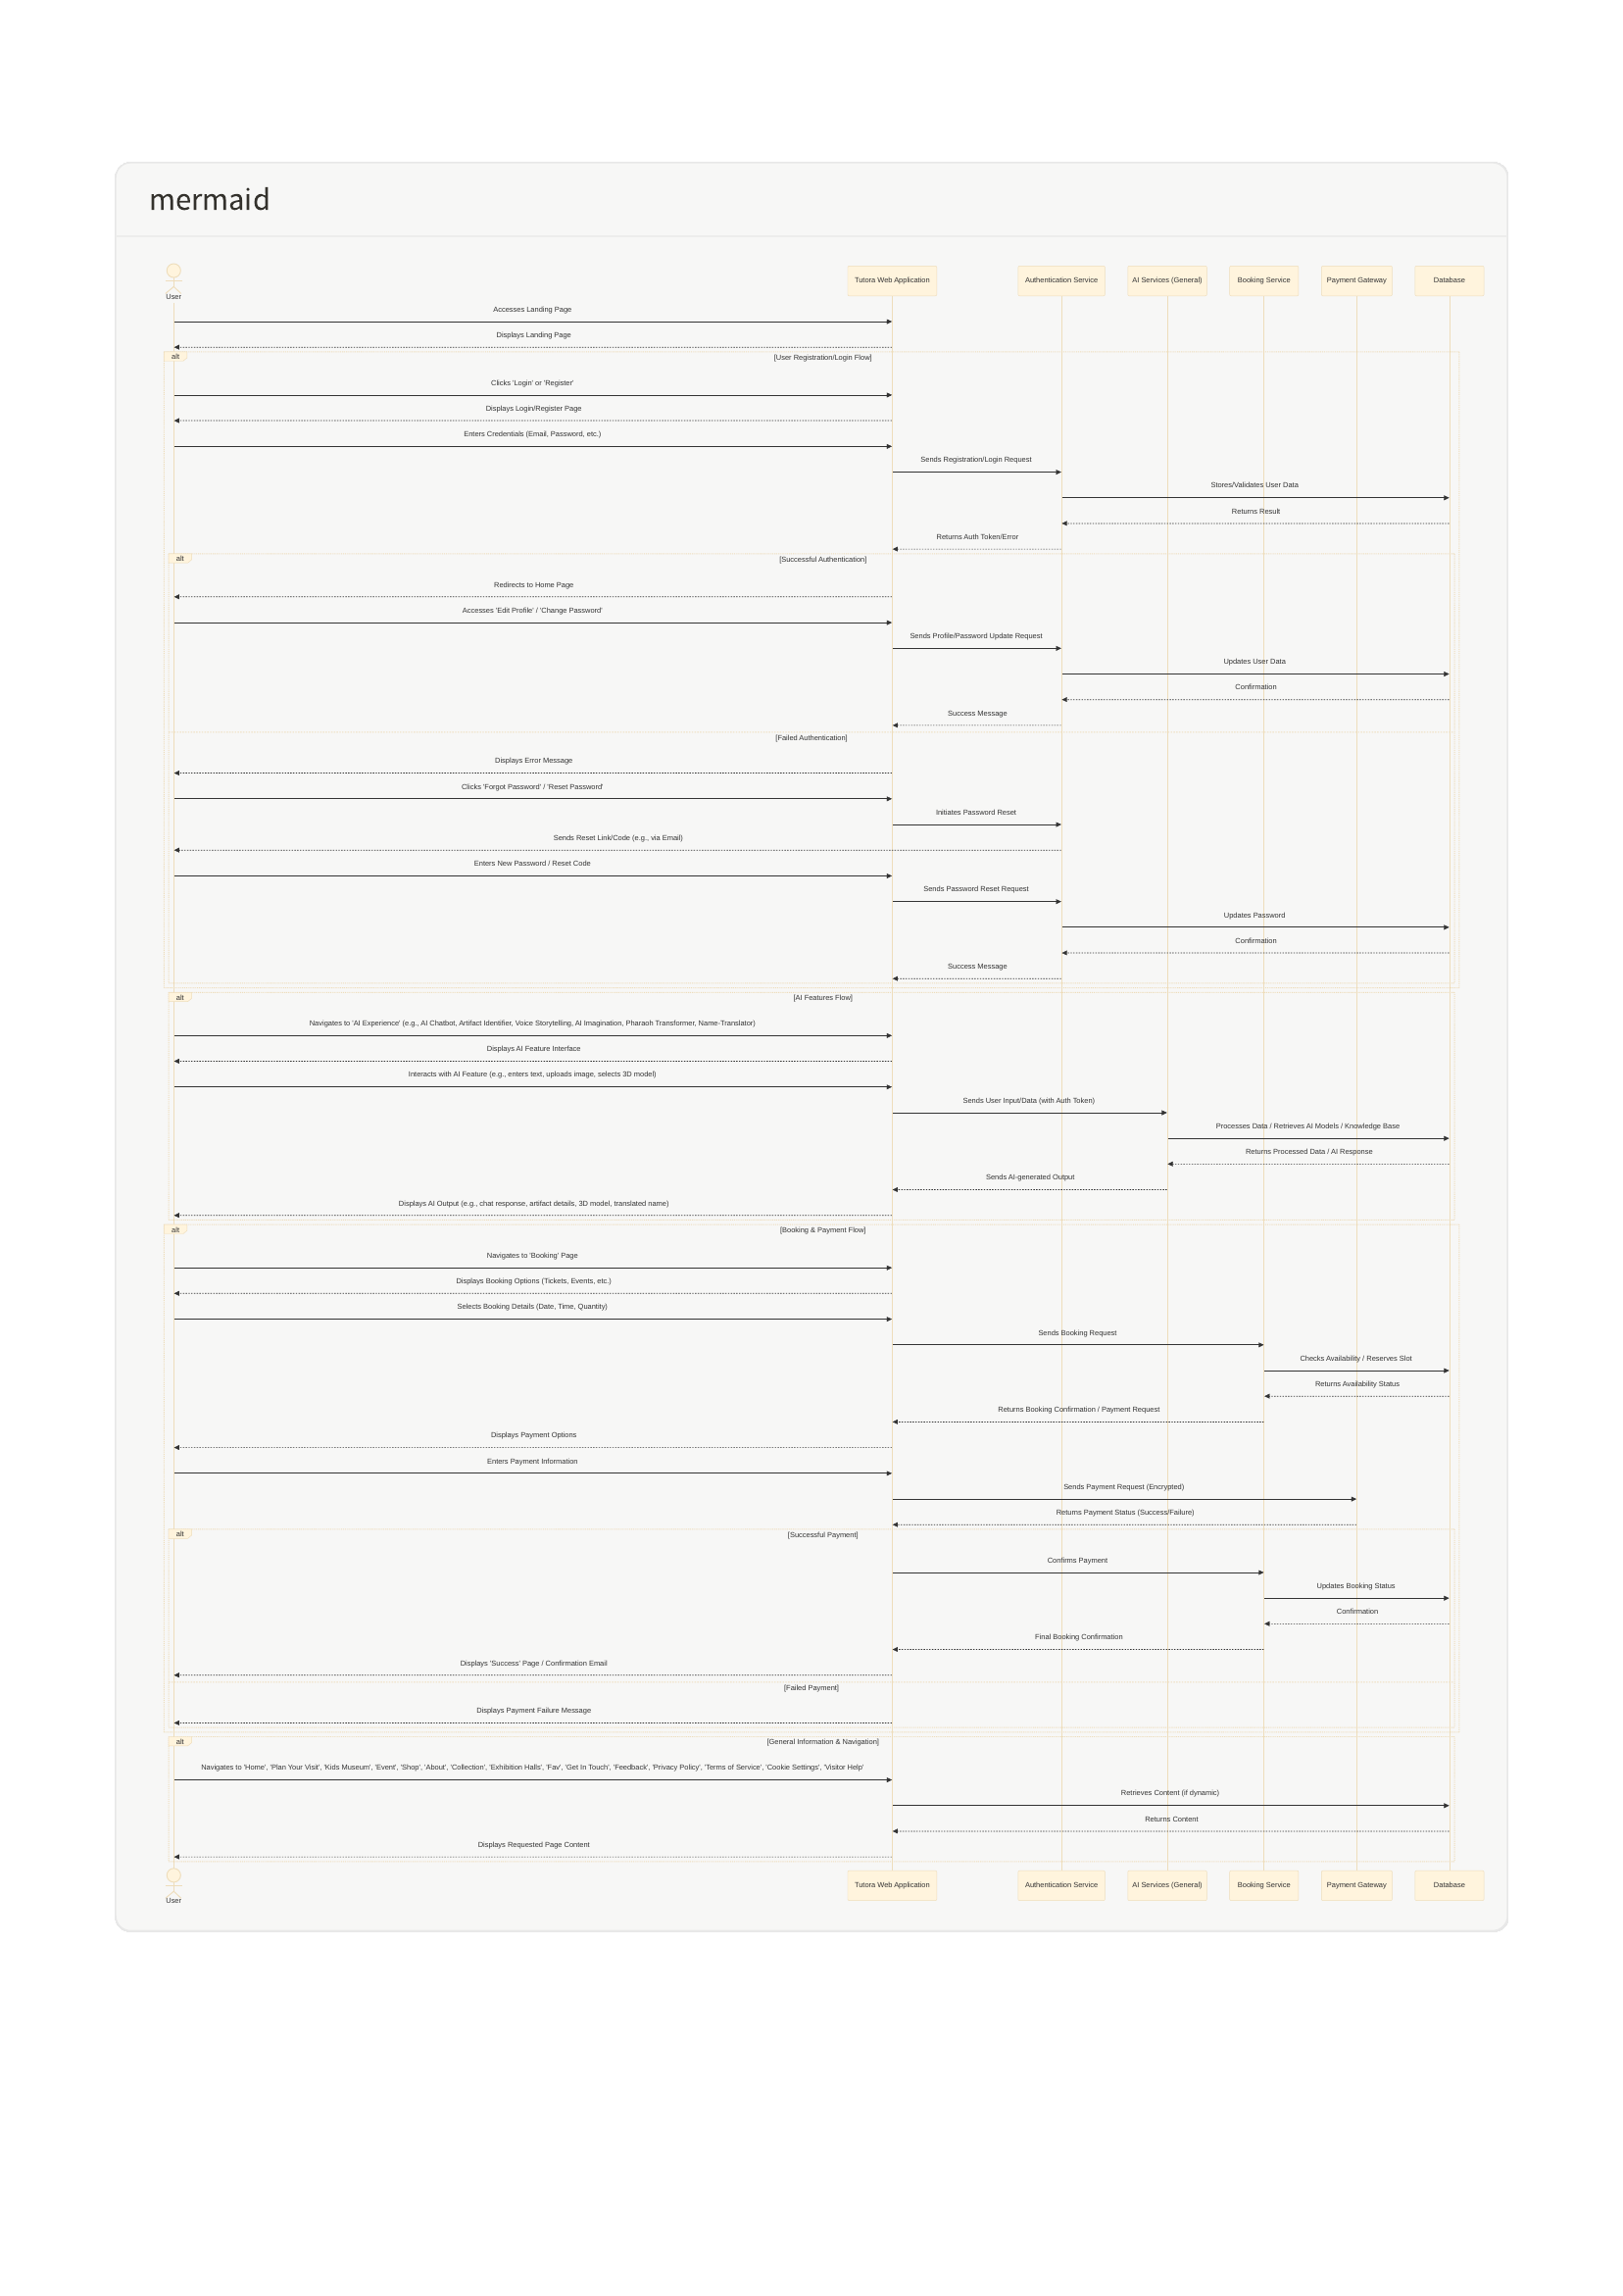 mermaid
User
Tutora Web Application
Authentication Service
AI Services (General)
Booking Service
Payment Gateway
Database
Accesses Landing Page
Displays Landing Page
alt
[User Registration/Login Flow]
Clicks 'Login' or 'Register'
Displays Login/Register Page
Enters Credentials (Email, Password, etc.)
Sends Registration/Login Request
Stores/Validates User Data
Returns Result
Returns Auth Token/Error
alt
[Successful Authentication]
Redirects to Home Page
Accesses 'Edit Profile' / 'Change Password'
Sends Profile/Password Update Request
Updates User Data
Confirmation
Success Message
[Failed Authentication]
Displays Error Message
Clicks 'Forgot Password' / 'Reset Password'
Initiates Password Reset
Sends Reset Link/Code (e.g., via Email)
Enters New Password / Reset Code
Sends Password Reset Request
Updates Password
Confirmation
Success Message
alt
[AI Features Flow]
Navigates to 'AI Experience' (e.g., AI Chatbot, Artifact Identifier, Voice Storytelling, AI Imagination, Pharaoh Transformer, Name-Translator)
Displays AI Feature Interface
Interacts with AI Feature (e.g., enters text, uploads image, selects 3D model)
Sends User Input/Data (with Auth Token)
Processes Data / Retrieves AI Models / Knowledge Base
Returns Processed Data / AI Response
Sends AI-generated Output
Displays AI Output (e.g., chat response, artifact details, 3D model, translated name)
alt
[Booking & Payment Flow]
Navigates to 'Booking' Page
Displays Booking Options (Tickets, Events, etc.)
Selects Booking Details (Date, Time, Quantity)
Sends Booking Request
Checks Availability / Reserves Slot
Returns Availability Status
Returns Booking Confirmation / Payment Request
Displays Payment Options
Enters Payment Information
Sends Payment Request (Encrypted)
Returns Payment Status (Success/Failure)
alt
[Successful Payment]
Confirms Payment
Updates Booking Status
Confirmation
Final Booking Confirmation
Displays 'Success' Page / Confirmation Email
[Failed Payment]
Displays Payment Failure Message
alt
[General Information & Navigation]
Navigates to 'Home', 'Plan Your Visit', 'Kids Museum', 'Event', 'Shop', 'About', 'Collection', 'Exhibition Halls', 'Fav', 'Get In Touch', 'Feedback', 'Privacy Policy', 'Terms of Service', 'Cookie Settings', 'Visitor Help'
Retrieves Content (if dynamic)
Returns Content
Displays Requested Page Content
User
Tutora Web Application
Authentication Service
AI Services (General)
Booking Service
Payment Gateway
Database